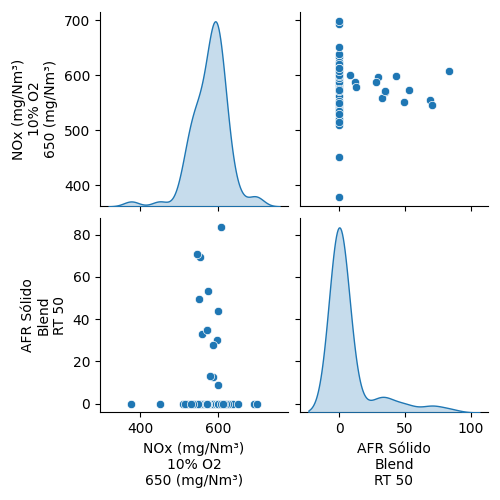 700
600
500
400
NOx (mg/Nm³)
10% O2
650 (mg/Nm³)
80
60
40
20
0
AFR Sólido
Blend
RT 50
400 600
NOx (mg/Nm³)
10% O2
650 (mg/Nm³)
0 50 100
AFR Sólido
Blend
RT 50